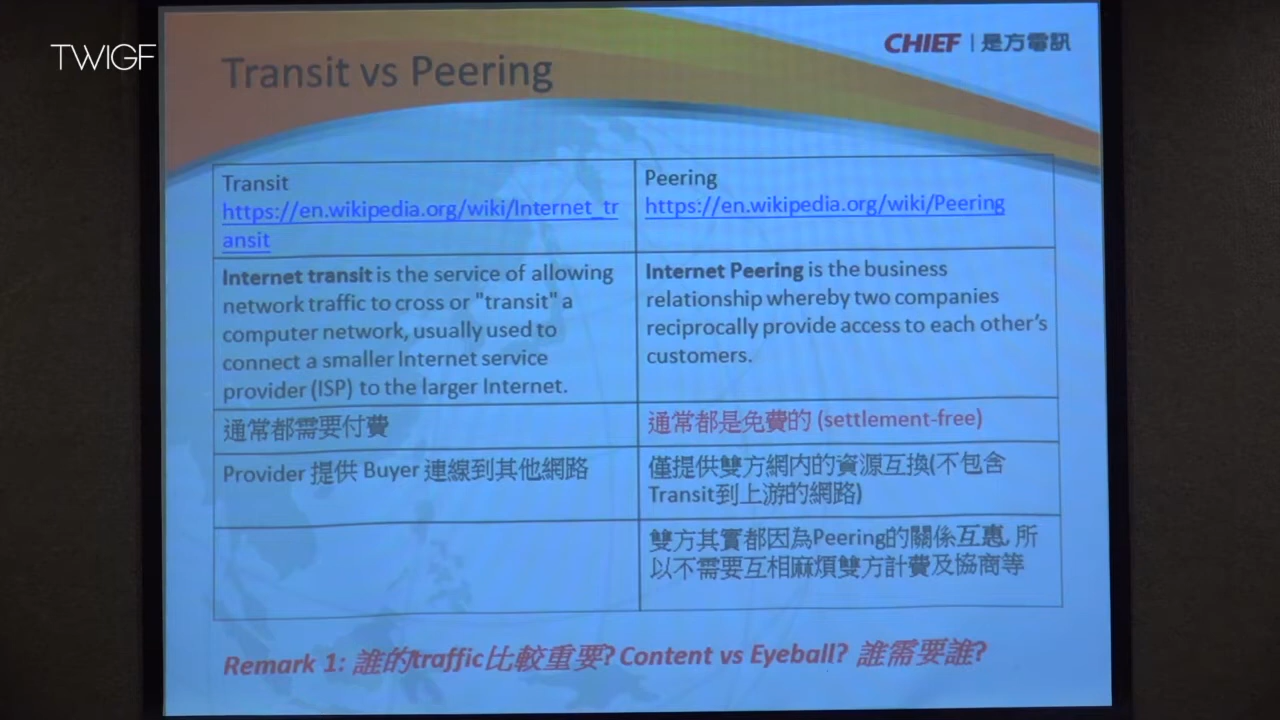 TWIGF
CHIEF | 是方電訊
Transit vs Peering
Transit
https://en.wikipedia.org/wiki/Internet_tr
ansit
Peering
https://en.wikipedia.org/wiki/Peering
Internet transit is the service of allowing
network traffic to cross or "transit" a
computer network, usually used to
connect a smaller Internet service
provider (ISP) to the larger Internet.
Internet Peering is the business
relationship whereby two companies
reciprocally provide access to each other’s
customers.
通常都需要付費
通常都是免費的 (settlement-free)
Provider 提供 Buyer 連線到其他網路
僅提供雙方網內的資源互換(不包含
Transit到上游的網路)
雙方其實都因為Peering的關係互惠, 所
以不需要互相麻煩雙方計費及協商等
Remark 1: 誰的traffic比較重要? Content vs Eyeball? 誰需要誰?